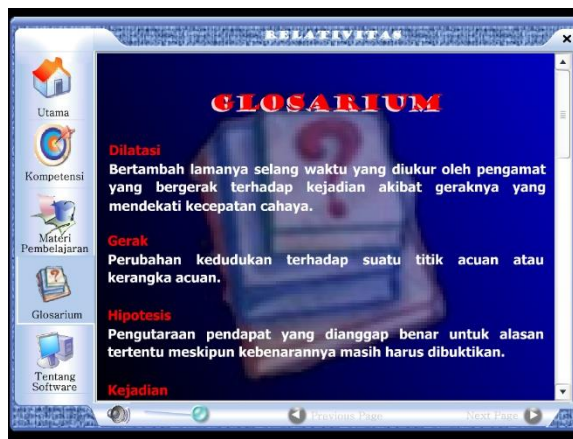 RELATIVITAS
Utama
Kompetensi
Materi
Pembelajaran
Glosarium
Tentang
Software
GLOSARIUM
Dilatasi
Bertambah lamanya selang waktu yang diukur oleh pengamat
yang bergerak terhadap kejadian akibat geraknya yang
mendekati kecepatan cahaya.
Gerak
Perubahan kedudukan terhadap suatu titik acuan atau
kerangka acuan.
Hipotesis
Pengutaraan pendapat yang dianggap benar untuk alasan
tertentu meskipun kebenarannya masih harus dibuktikan.
Kejadian
Previous Page
Next Page